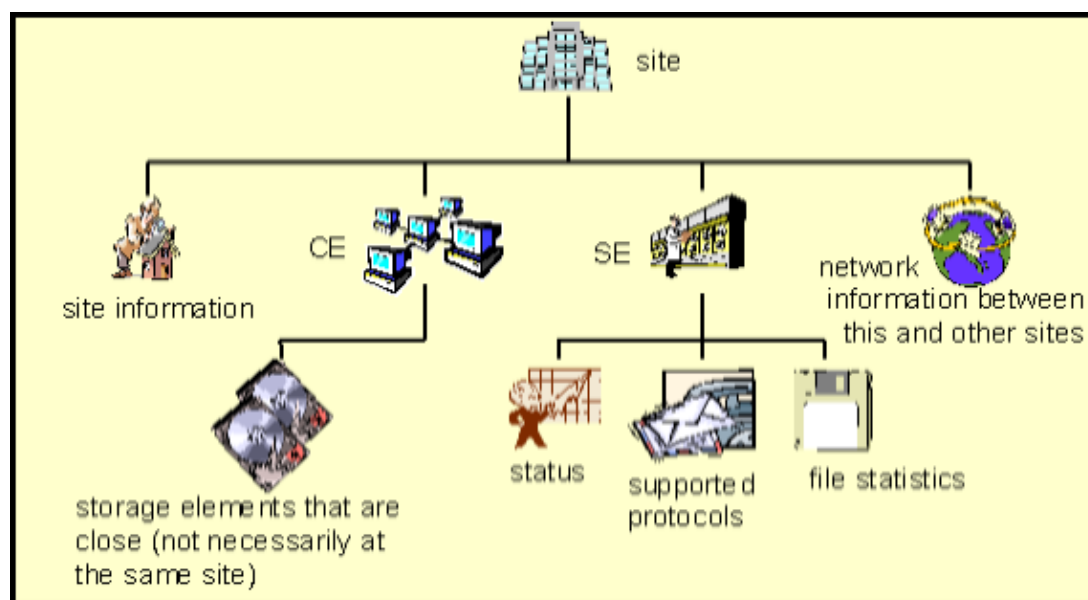 site
CE
SE
site information
network
information between
this and other sites
storage elements that are
close (not necessarily at
the same site)
status
supported
protocols
file statistics